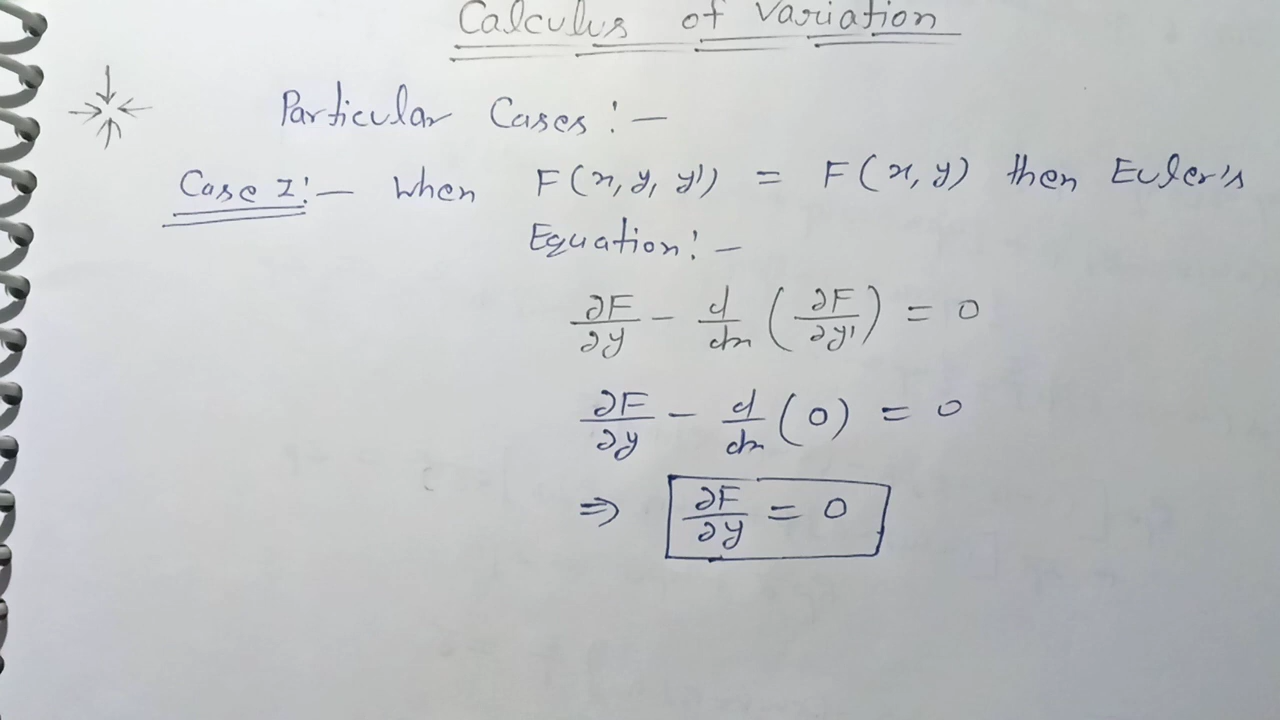 Calculus of Variation
Particular Cases :-
Case I :- when F(x, y, y') = F(x, y) then Euler's
Equation :-
∂F/∂y - d/dx (∂F/∂y') = 0
∂F/∂y - d/dx (0) = 0
⇒ ∂F/∂y = 0